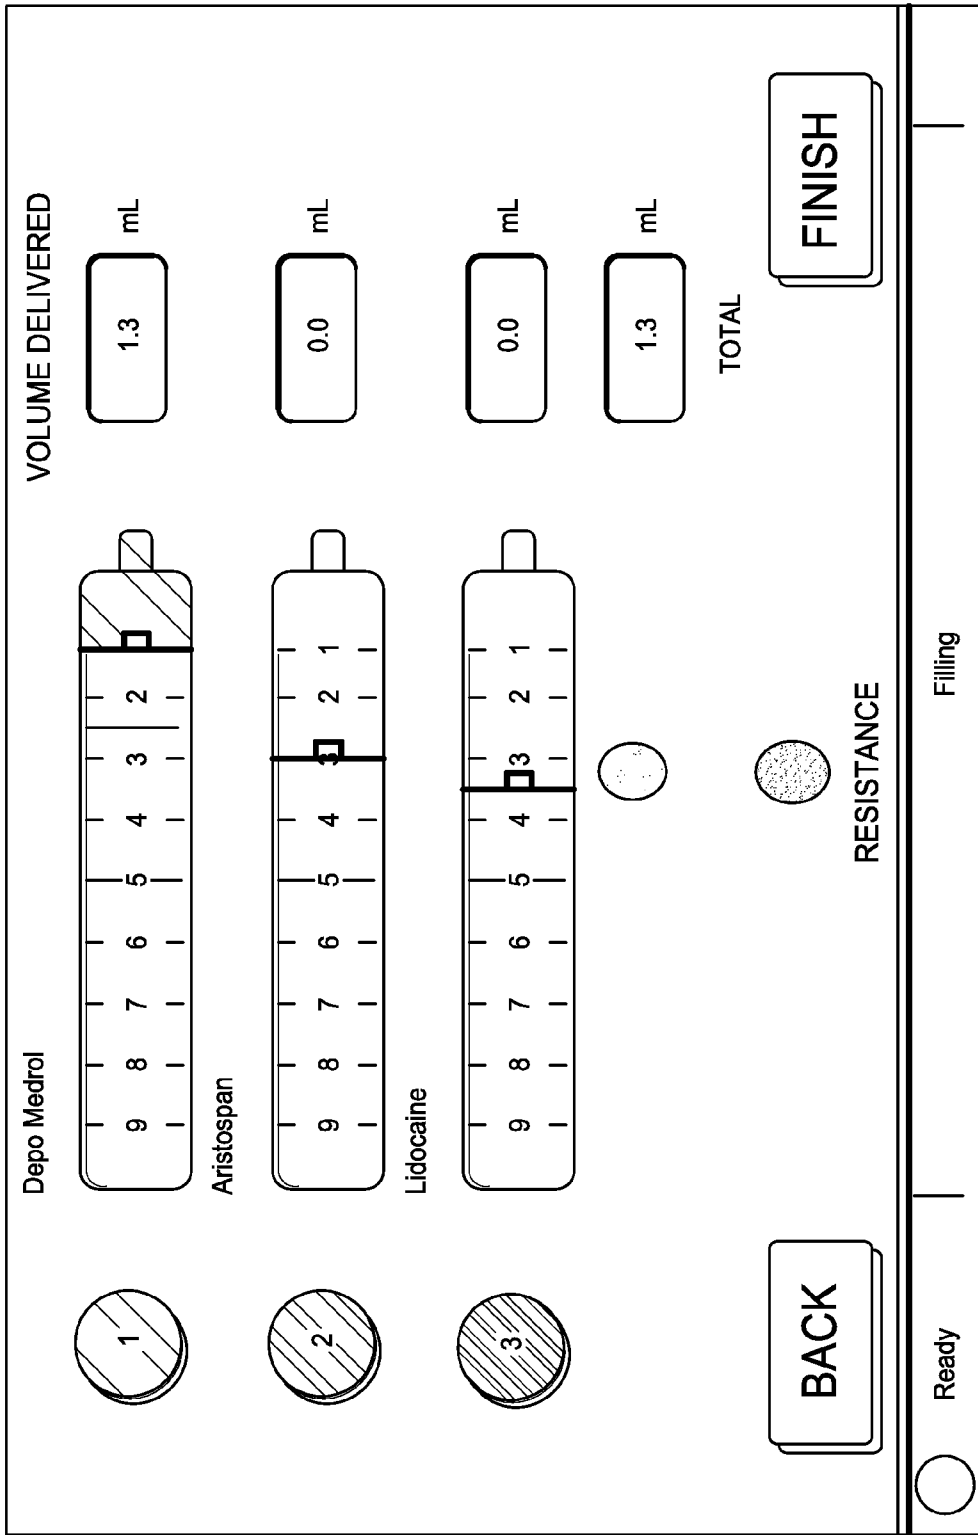 VOLUME DELIVERED
Depo Medrol
1
9 8 7 6 5 4 3 2
1.3 mL
Aristospan
2
9 8 7 6 5 4 3 2 1
0.0 mL
Lidocaine
3
9 8 7 6 5 4 3 2 1
0.0 mL
1.3 mL
TOTAL
BACK
RESISTANCE
FINISH
Ready
Filling